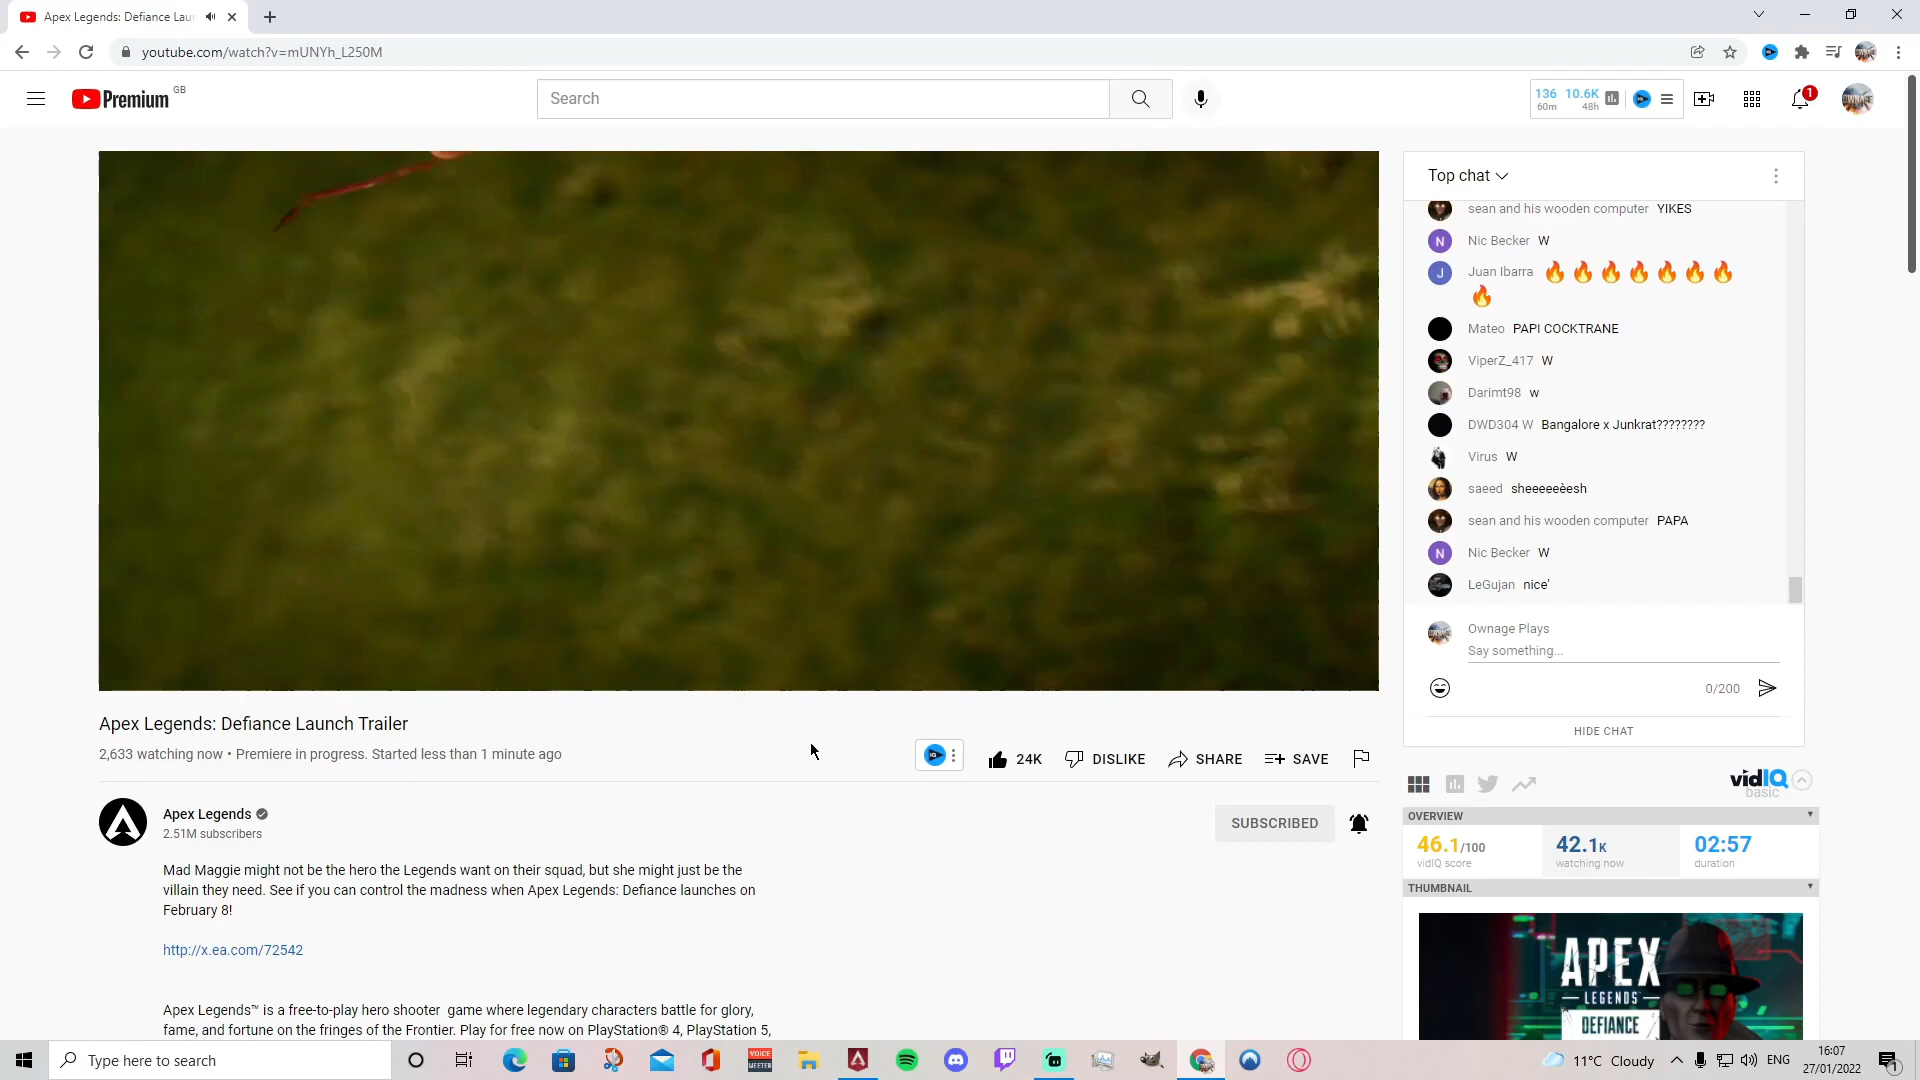 Apex Legends: Defiance Laun
youtube.com/watch?v=mUNYh_L250M
Premium GB
Search
136 10.6K
60m 48h
1
Top chat
sean and his wooden computer YIKES
N Nic Becker W
J Juan Ibarra 🔥🔥🔥🔥🔥🔥🔥
🔥
Mateo PAPI COCKTRANE
ViperZ_417 W
Darimt98 w
DWD304 W Bangalore x Junkrat????????
Virus W
saeed sheeeeeèesh
sean and his wooden computer PAPA
N Nic Becker W
LeGujan nice'
Ownage Plays
Say something...
0/200
HIDE CHAT
Apex Legends: Defiance Launch Trailer
2,633 watching now • Premiere in progress. Started less than 1 minute ago
24K DISLIKE SHARE SAVE
Apex Legends
2.51M subscribers
SUBSCRIBED
Mad Maggie might not be the hero the Legends want on their squad, but she might just be the
villain they need. See if you can control the madness when Apex Legends: Defiance launches on
February 8!
http://x.ea.com/72542
Apex Legends™ is a free-to-play hero shooter game where legendary characters battle for glory,
fame, and fortune on the fringes of the Frontier. Play for free now on PlayStation® 4, PlayStation 5,
vidIQ
basic
OVERVIEW
46.1/100 42.1K 02:57
vidIQ score watching now duration
THUMBNAIL
APEX
LEGENDS
DEFIANCE
Type here to search
VOICE
MEETER
11°C Cloudy
ENG
16:07
27/01/2022
1